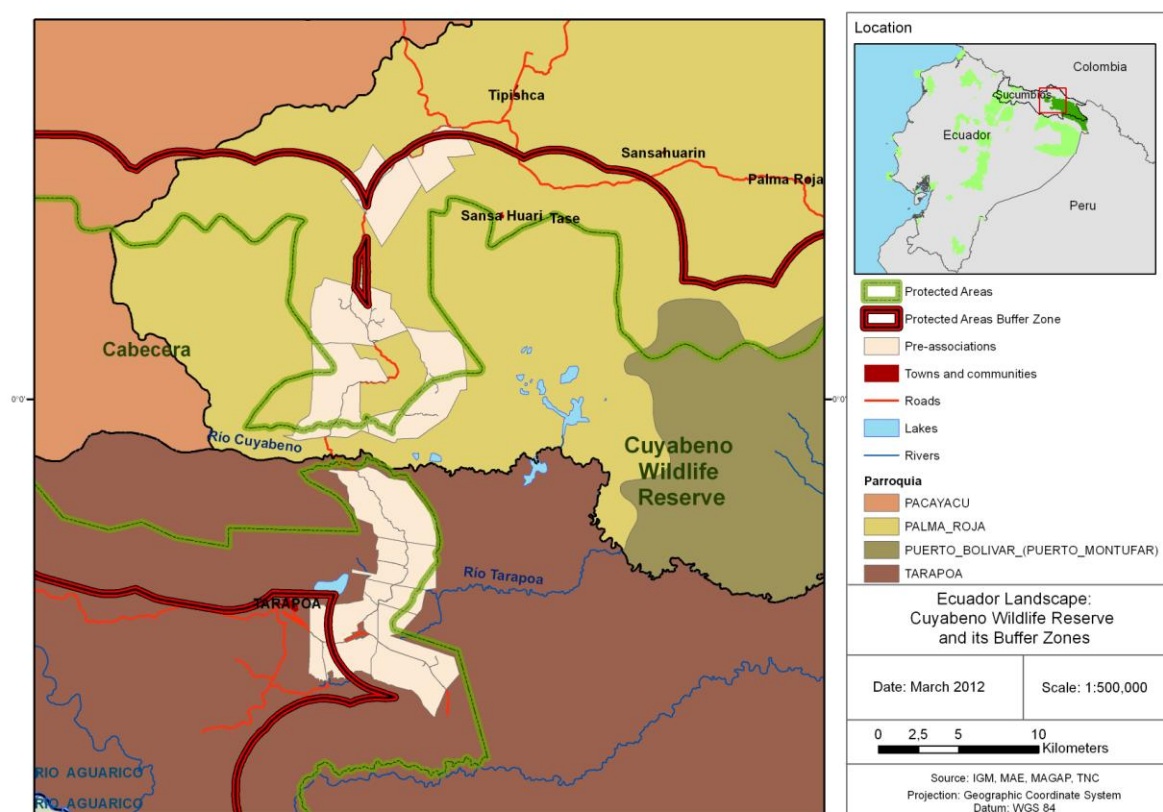 Tipishca
Sansahuarin
Palma Roja
Sansa Huari Tase
Cabecera
0°0'
0°0'
Río Cuyabeno
Cuyabeno
Wildlife
Reserve
Río Tarapoa
TARAPOA
RIO AGUARICO
RIO AGUARICO
Location
Colombia
Sucumbíos
Ecuador
Peru
Protected Areas
Protected Areas Buffer Zone
Pre-associations
Towns and communities
Roads
Lakes
Rivers
Parroquia
PACAYACU
PALMA_ROJA
PUERTO_BOLIVAR_(PUERTO_MONTUFAR)
TARAPOA
Ecuador Landscape:
Cuyabeno Wildlife Reserve
and its Buffer Zones
Date: March 2012
Scale: 1:500,000
0 2,5 5 10
Kilometers
Source: IGM, MAE, MAGAP, TNC
Projection: Geographic Coordinate System
Datum: WGS 84